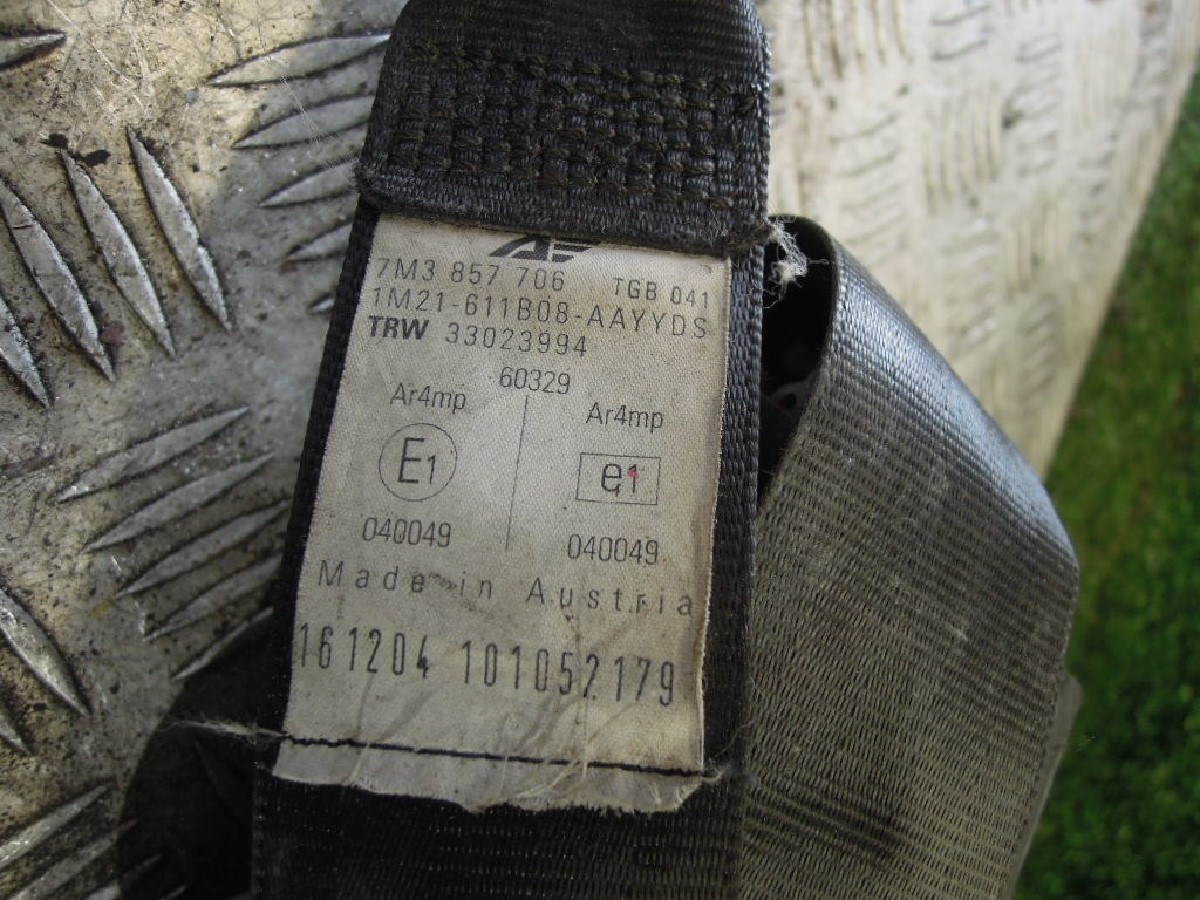 7M3 857 706 TGB 041
1M21-611B08-AAYYDS
TRW 33023994
60329
Ar4mp Ar4mp
E1 e1
040049 040049
Made in Austria
161204 101052179